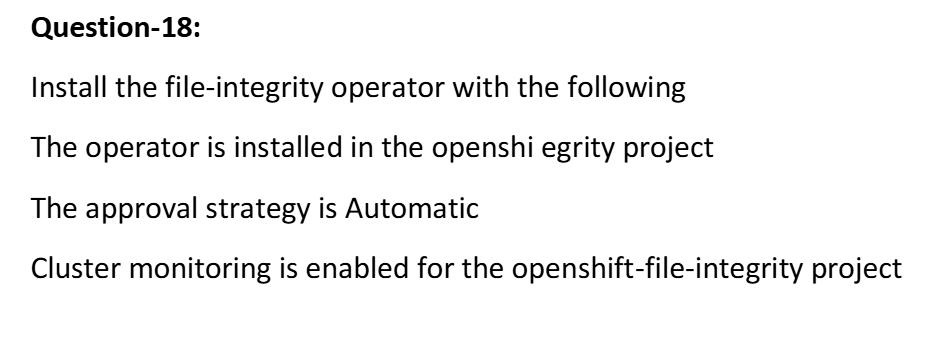 Question-18:
Install the file-integrity operator with the following
The operator is installed in the openshi egrity project
The approval strategy is Automatic
Cluster monitoring is enabled for the openshift-file-integrity project